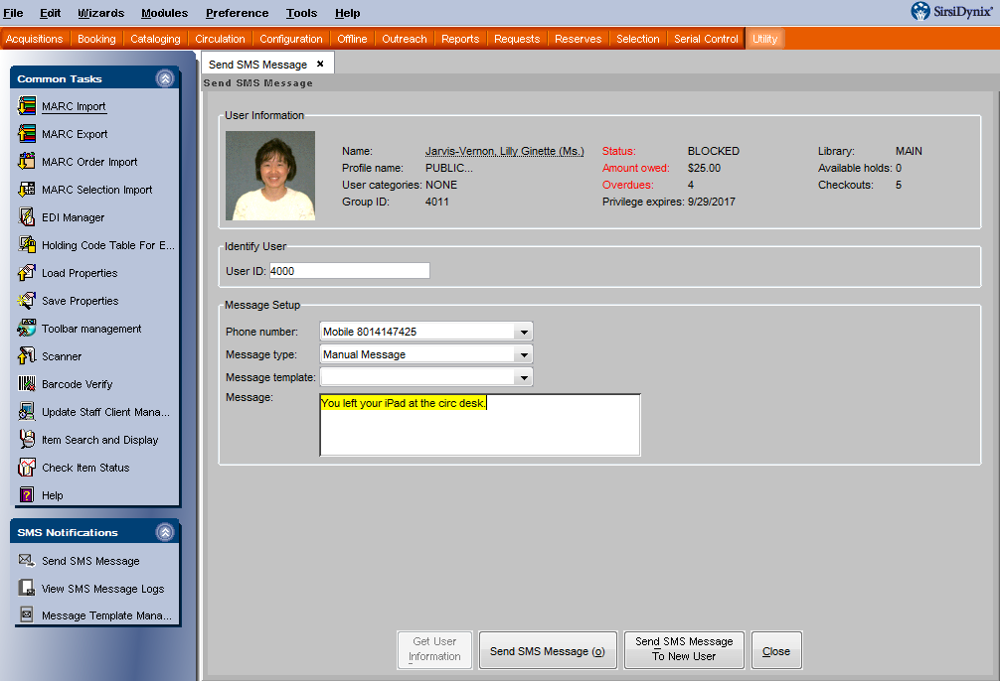 File Edit Wizards Modules Preference Tools Help
SirsiDynix®
Acquisitions Booking Cataloging Circulation Configuration Offline Outreach Reports Requests Reserves Selection Serial Control Utility
Common Tasks
MARC Import
MARC Export
MARC Order Import
MARC Selection Import
EDI Manager
Holding Code Table For E...
Load Properties
Save Properties
Toolbar management
Scanner
Barcode Verify
Update Staff Client Mana...
Item Search and Display
Check Item Status
Help
SMS Notifications
Send SMS Message
View SMS Message Logs
Message Template Mana...
Send SMS Message ×
Send SMS Message
User Information
Name: Jarvis-Vernon, Lilly Ginette (Ms.) Status: BLOCKED Library: MAIN
Profile name: PUBLIC... Amount owed: $25.00 Available holds: 0
User categories: NONE Overdues: 4 Checkouts: 5
Group ID: 4011 Privilege expires: 9/29/2017
Identify User
User ID: 4000
Message Setup
Phone number: Mobile 8014147425
Message type: Manual Message
Message template:
Message: You left your iPad at the circ desk.
Get User
Information
Send SMS Message (o)
Send SMS Message
To New User
Close